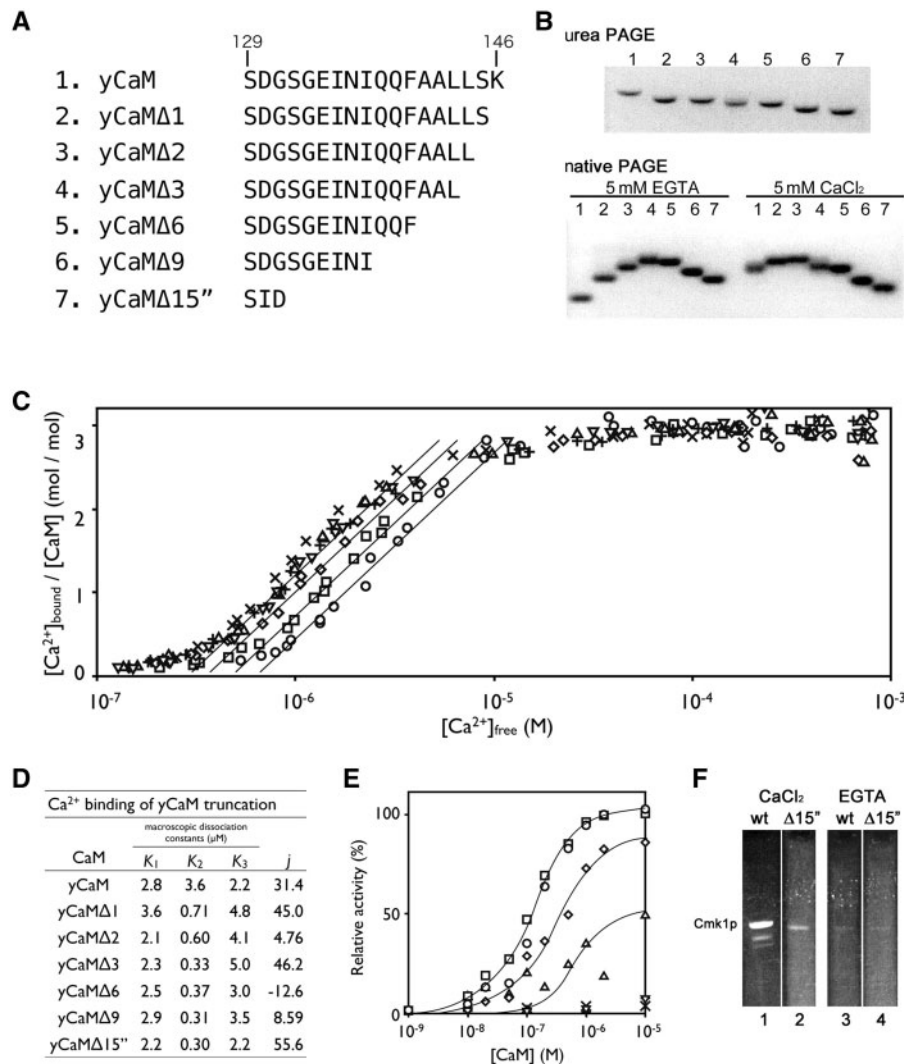 A
129 146
1. yCaM SDGSGEINIQQFAALLSK
2. yCaMΔ1 SDGSGEINIQQFAALLS
3. yCaMΔ2 SDGSGEINIQQFAALL
4. yCaMΔ3 SDGSGEINIQQFAAL
5. yCaMΔ6 SDGSGEINIQQF
6. yCaMΔ9 SDGSGEINI
7. yCaMΔ15” SID
B
urea PAGE
1 2 3 4 5 6 7
native PAGE
5 mM EGTA 5 mM CaCl₂
1 2 3 4 5 6 7 1 2 3 4 5 6 7
C
[Ca²⁺]bound / [CaM] (mol / mol)
3
2
1
0
10⁻⁷ 10⁻⁶ 10⁻⁵ 10⁻⁴ 10⁻³
[Ca²⁺]free (M)
D
Ca²⁺ binding of yCaM truncation
macroscopic dissociation
constants (μM)
CaM K₁ K₂ K₃ j
yCaM 2.8 3.6 2.2 31.4
yCaMΔ1 3.6 0.71 4.8 45.0
yCaMΔ2 2.1 0.60 4.1 4.76
yCaMΔ3 2.3 0.33 5.0 46.2
yCaMΔ6 2.5 0.37 3.0 -12.6
yCaMΔ9 2.9 0.31 3.5 8.59
yCaMΔ15” 2.2 0.30 2.2 55.6
E
Relative activity (%)
100
50
0
10⁻⁹ 10⁻⁸ 10⁻⁷ 10⁻⁶ 10⁻⁵
[CaM] (M)
F
CaCl₂ EGTA
wt Δ15” wt Δ15”
Cmk1p
1 2 3 4